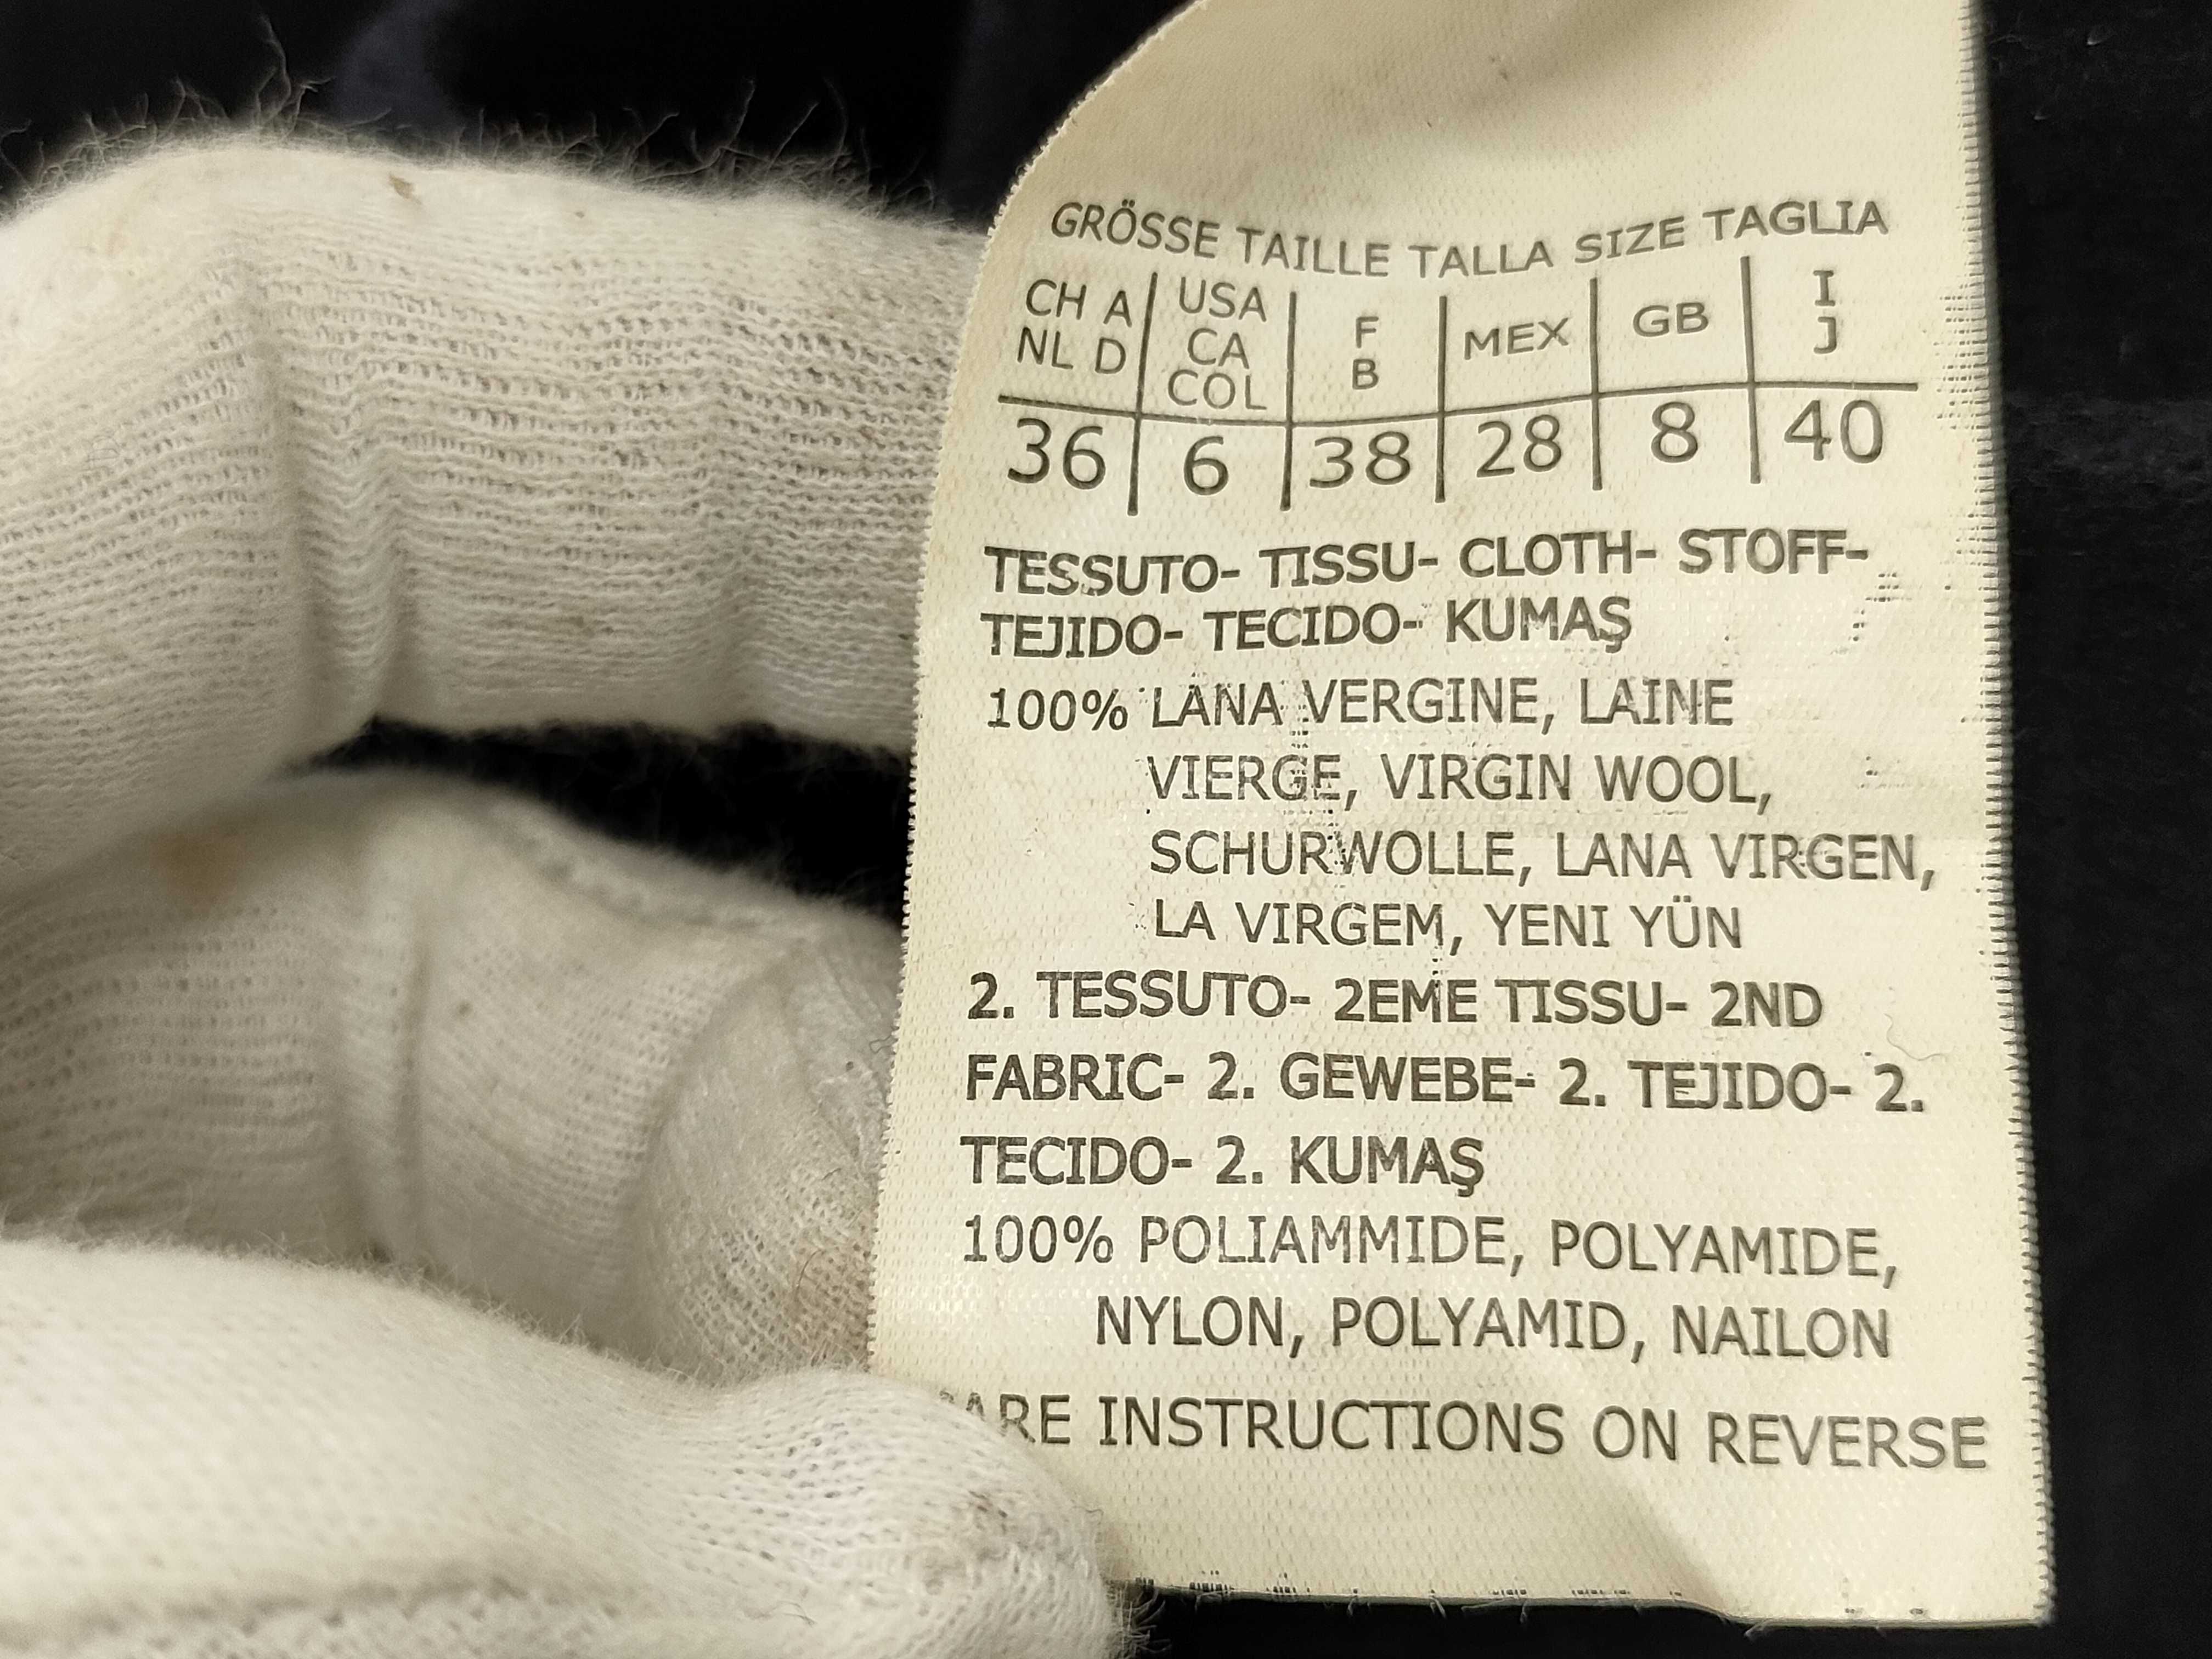 GRÖSSE TAILLE TALLA SIZE TAGLIA
CH A USA F MEX GB I
NL D CA B J
COL
36 6 38 28 8 40
TESSUTO- TISSU- CLOTH- STOFF-
TEJIDO- TECIDO- KUMAŞ
100% LANA VERGINE, LAINE
VIERGE, VIRGIN WOOL,
SCHURWOLLE, LANA VIRGEN,
LA VIRGEM, YENI YÜN
2. TESSUTO- 2EME TISSU- 2ND
FABRIC- 2. GEWEBE- 2. TEJIDO- 2.
TECIDO- 2. KUMAŞ
100% POLIAMMIDE, POLYAMIDE,
NYLON, POLYAMID, NAILON
ARE INSTRUCTIONS ON REVERSE